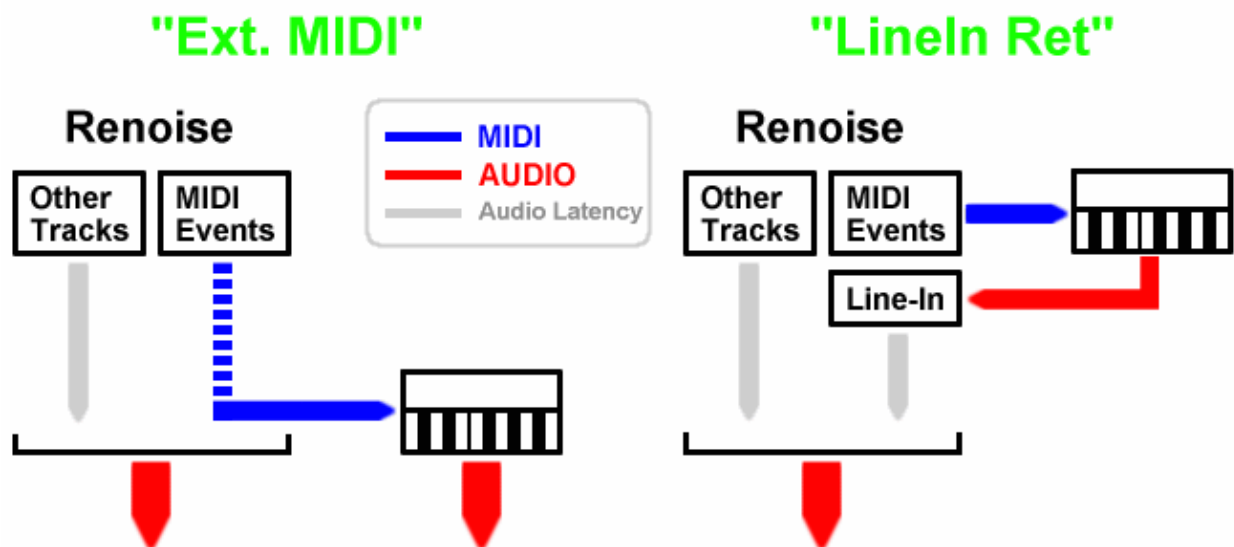 "Ext. MIDI"
"LineIn Ret"
Renoise
Other
Tracks
MIDI
Events
MIDI
AUDIO
Audio Latency
Renoise
Other
Tracks
MIDI
Events
Line-In